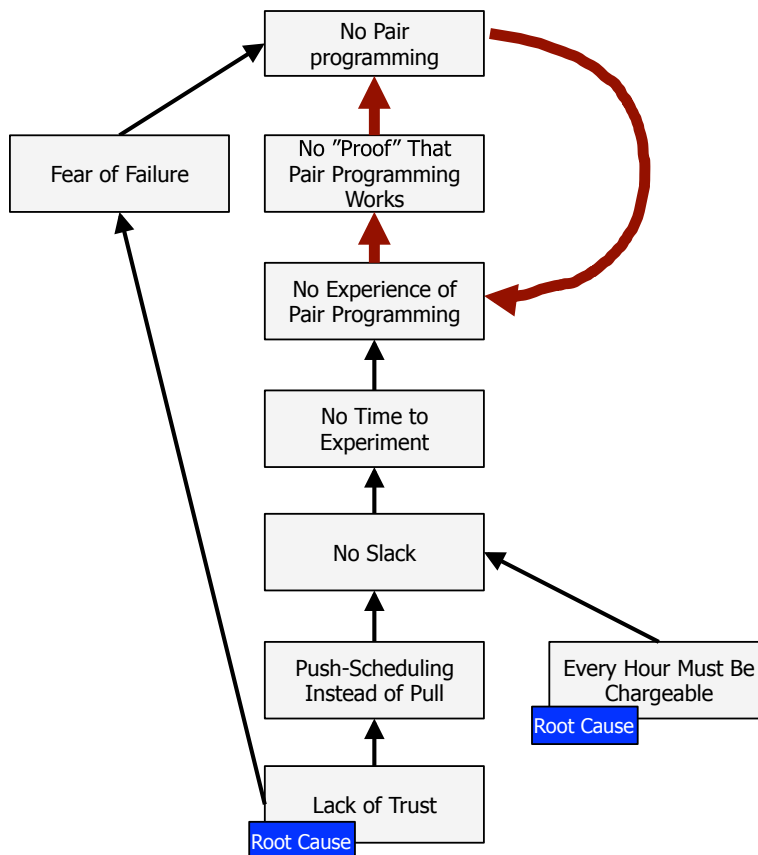 No Pair
programming
Fear of Failure
No ”Proof” That
Pair Programming
Works
No Experience of
Pair Programming
No Time to
Experiment
No Slack
Push-Scheduling
Instead of Pull
Every Hour Must Be
Chargeable
Root Cause
Lack of Trust
Root Cause